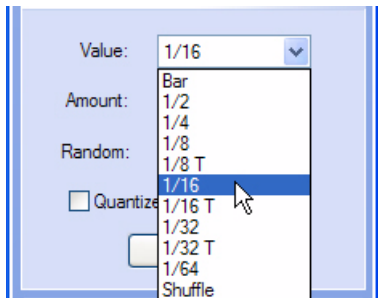 Value: 1/16
Bar
Amount: 1/2
1/4
1/8
Random: 1/8 T
1/16
Quantize 1/16 T
1/32
1/32 T
1/64
Shuffle